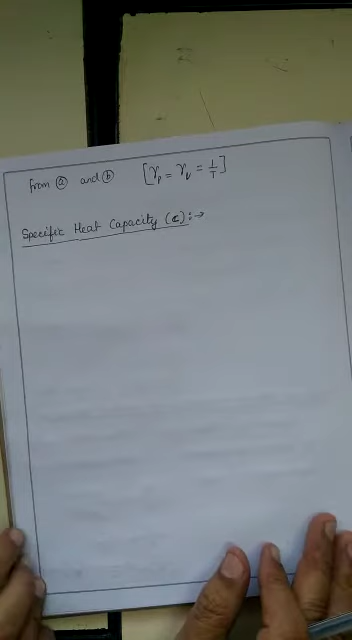 from ⓐ and ⓑ [γp = γv = 1/T]
Specific Heat Capacity (c):→